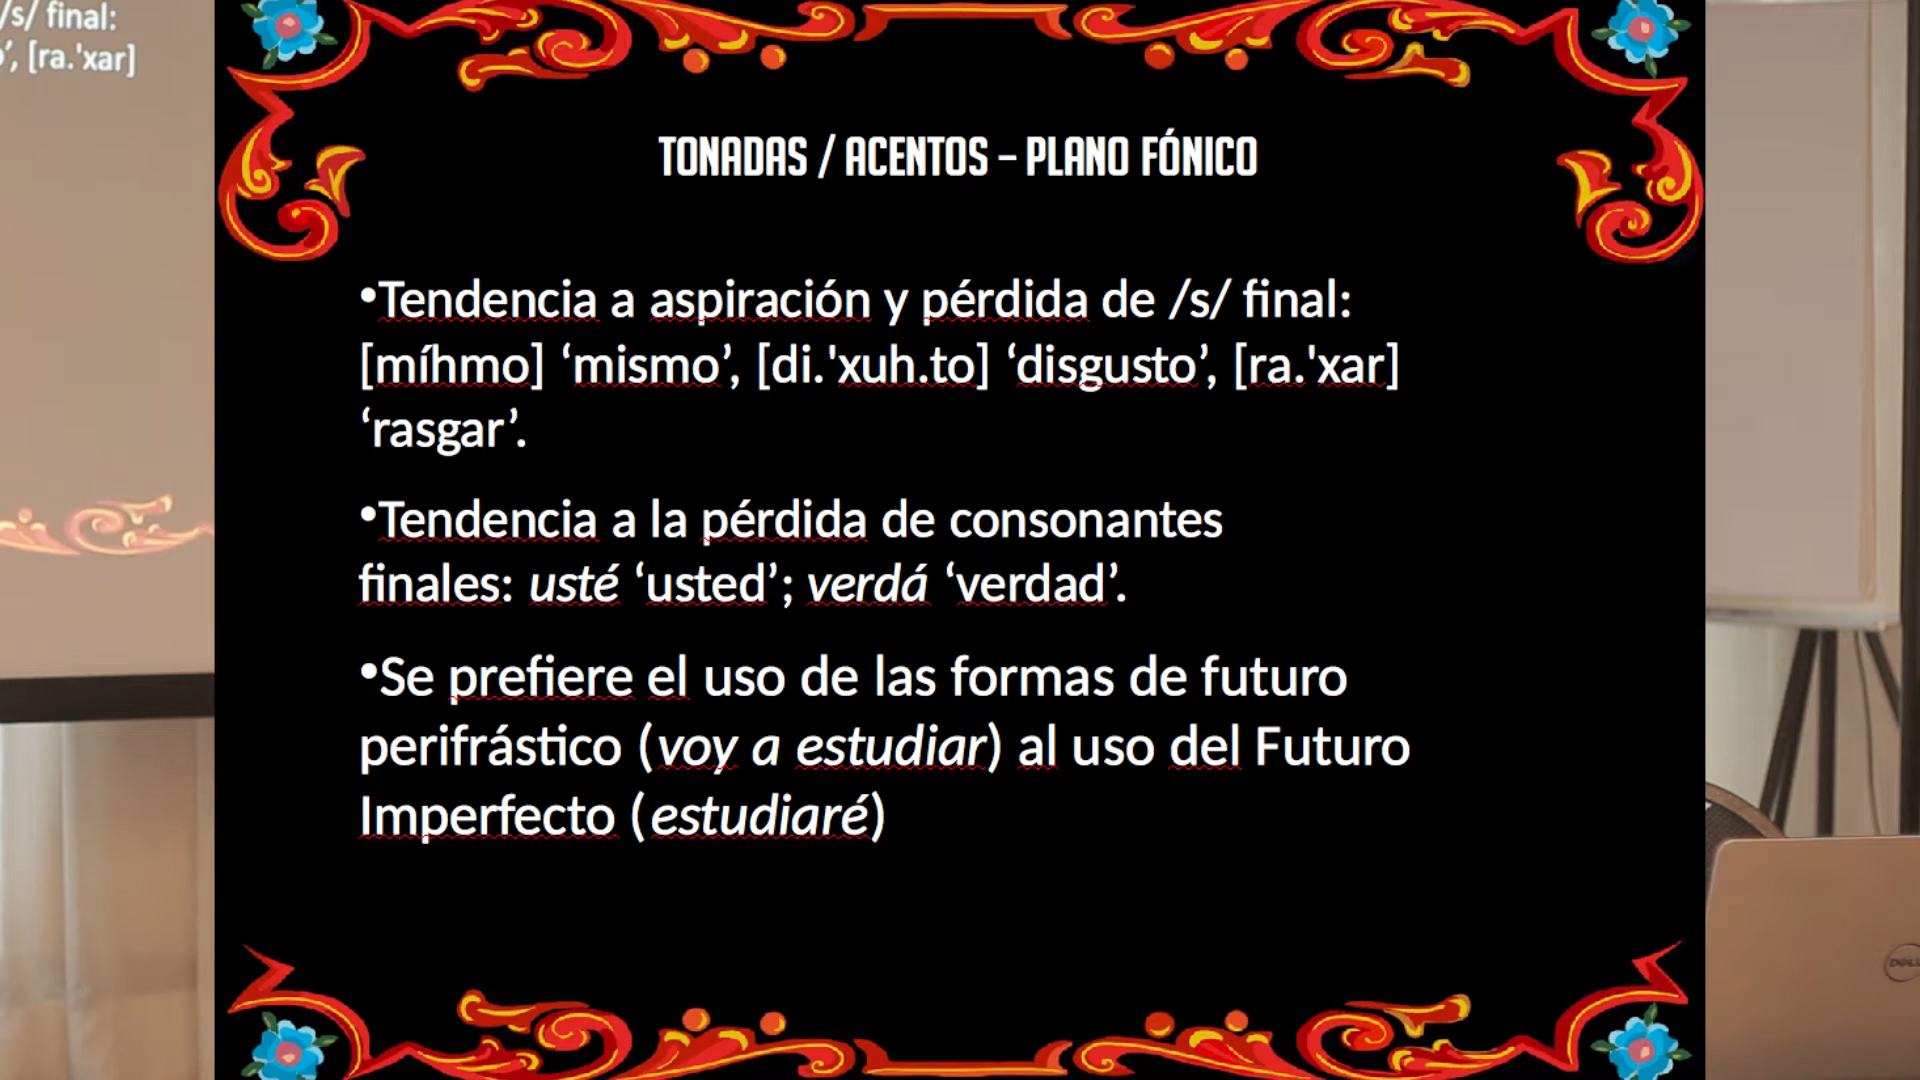 /s/ final:
', [ra.'xar]
TONADAS / ACENTOS – PLANO FÓNICO
•Tendencia a aspiración y pérdida de /s/ final:
[míhmo] ‘mismo’, [di.'xuh.to] ‘disgusto’, [ra.'xar]
‘rasgar’.
•Tendencia a la pérdida de consonantes
finales: usté ‘usted’; verdá ‘verdad’.
•Se prefiere el uso de las formas de futuro
perifrástico (voy a estudiar) al uso del Futuro
Imperfecto (estudiaré)
DELL